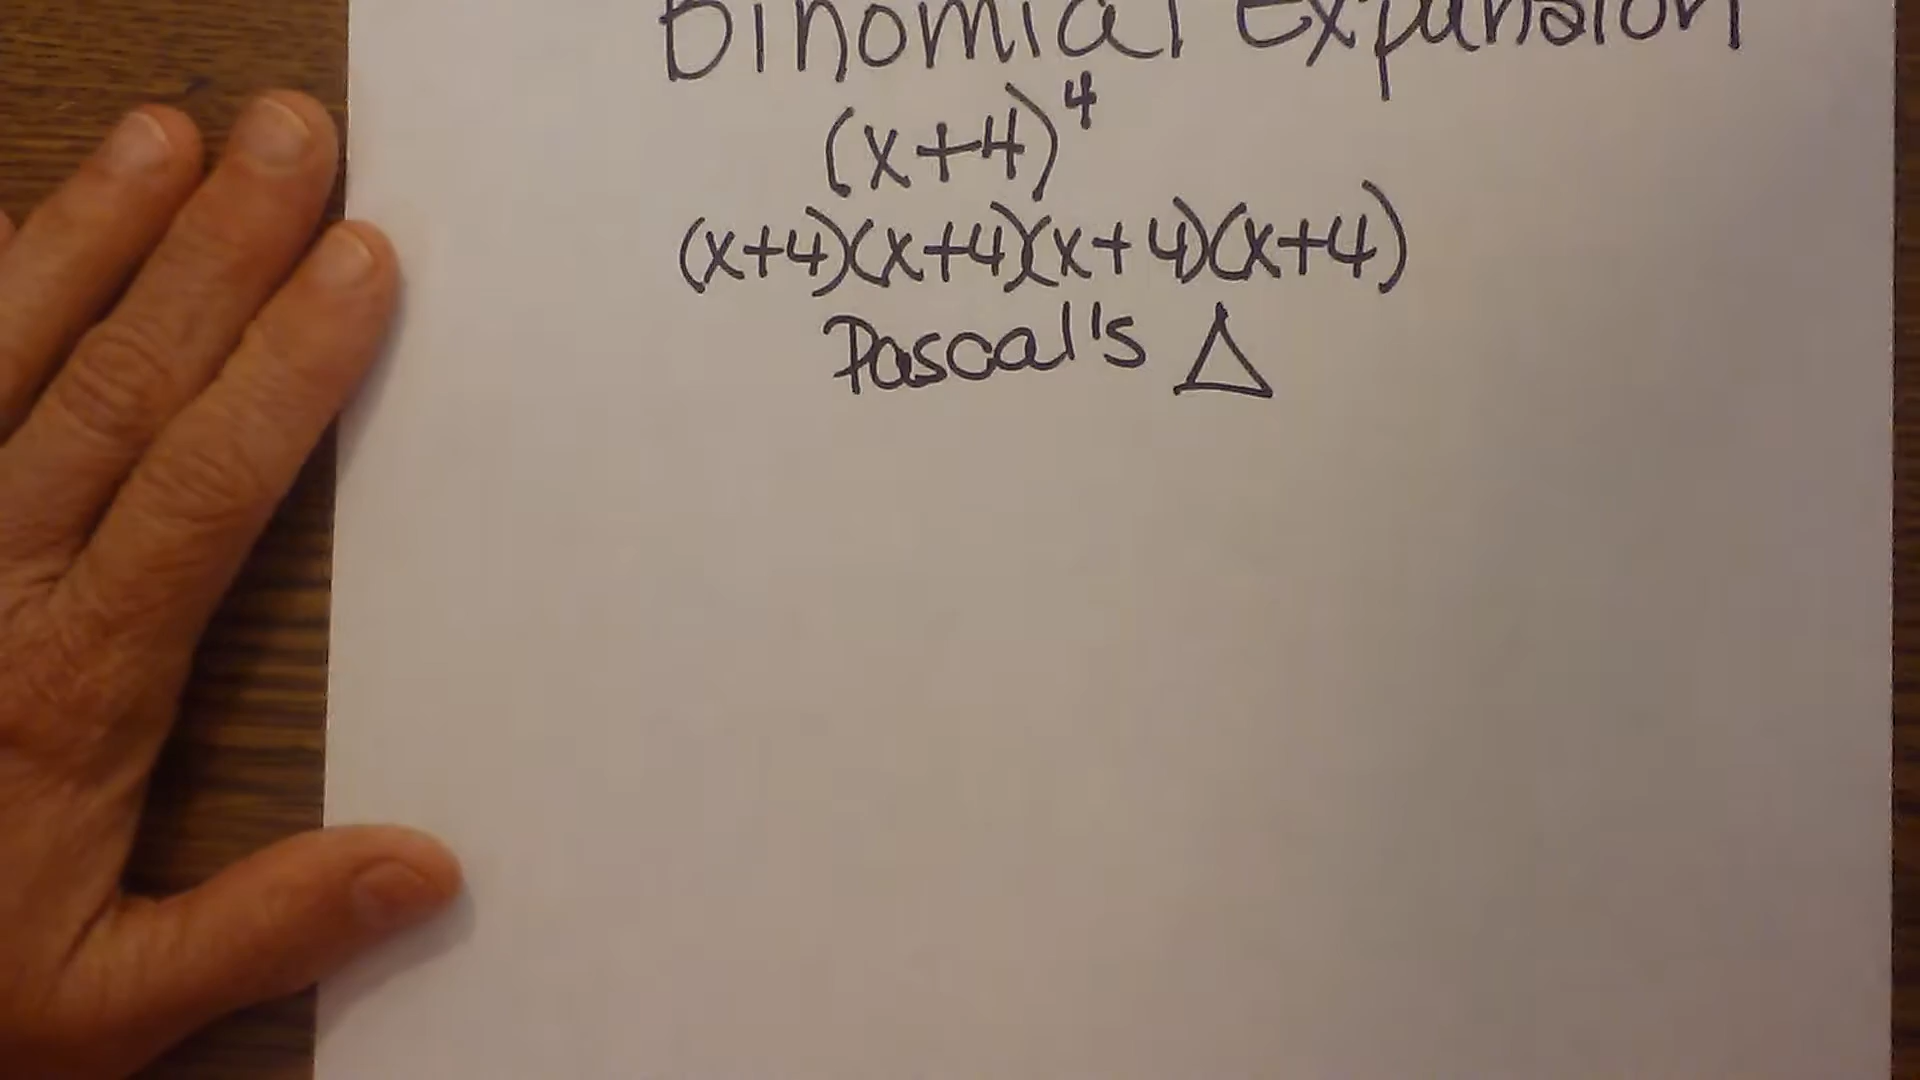 Binomial Expansion
(x+4)⁴
(x+4)(x+4)(x+4)(x+4)
Pascal's △